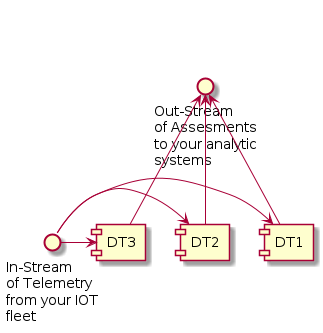 Out-Stream
of Assesments
to your analytic
systems
DT3
DT2
DT1
In-Stream
of Telemetry
from your IOT
fleet